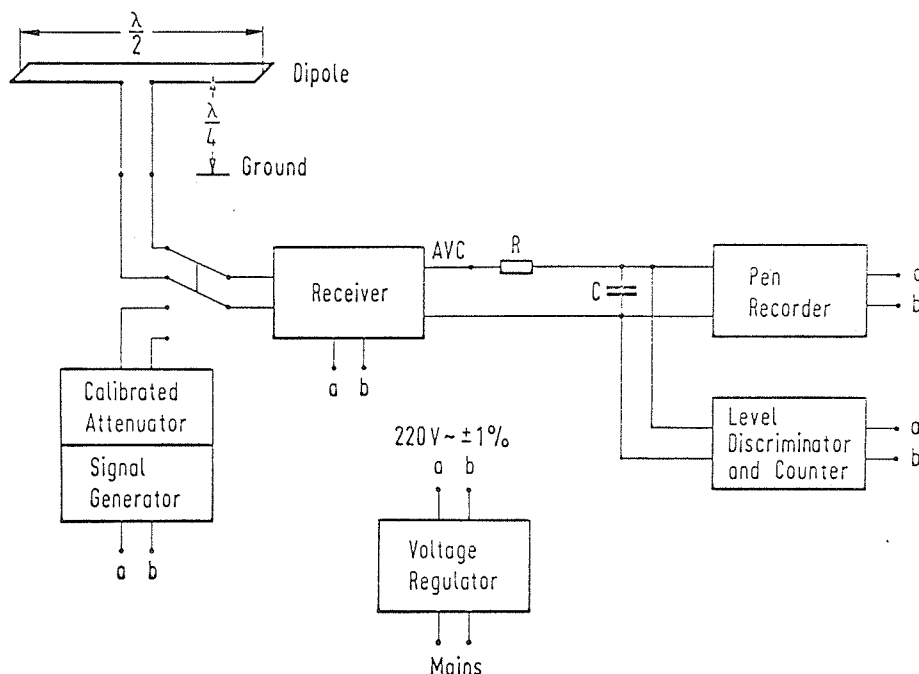 λ/2
Dipole
λ/4
Ground
AVC
R
C
Receiver
a b
Pen
Recorder
a
b
Calibrated
Attenuator
Signal
Generator
a b
220 V ~ ±1%
a b
Voltage
Regulator
Mains
Level
Discriminator
and Counter
a
b